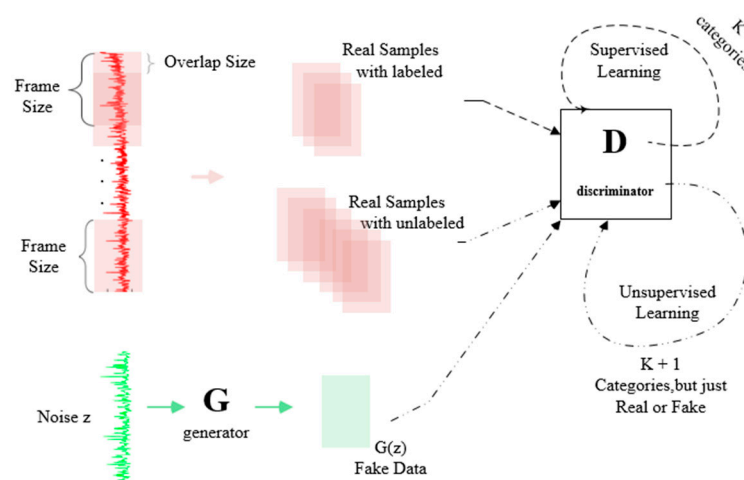 Overlap Size
Frame
Size
Frame
Size
Real Samples
with labeled
Real Samples
with unlabeled
Supervised
Learning
K
categories
D
discriminator
Unsupervised
Learning
K + 1
Categories,but just
Real or Fake
Noise z
G
generator
G(z)
Fake Data